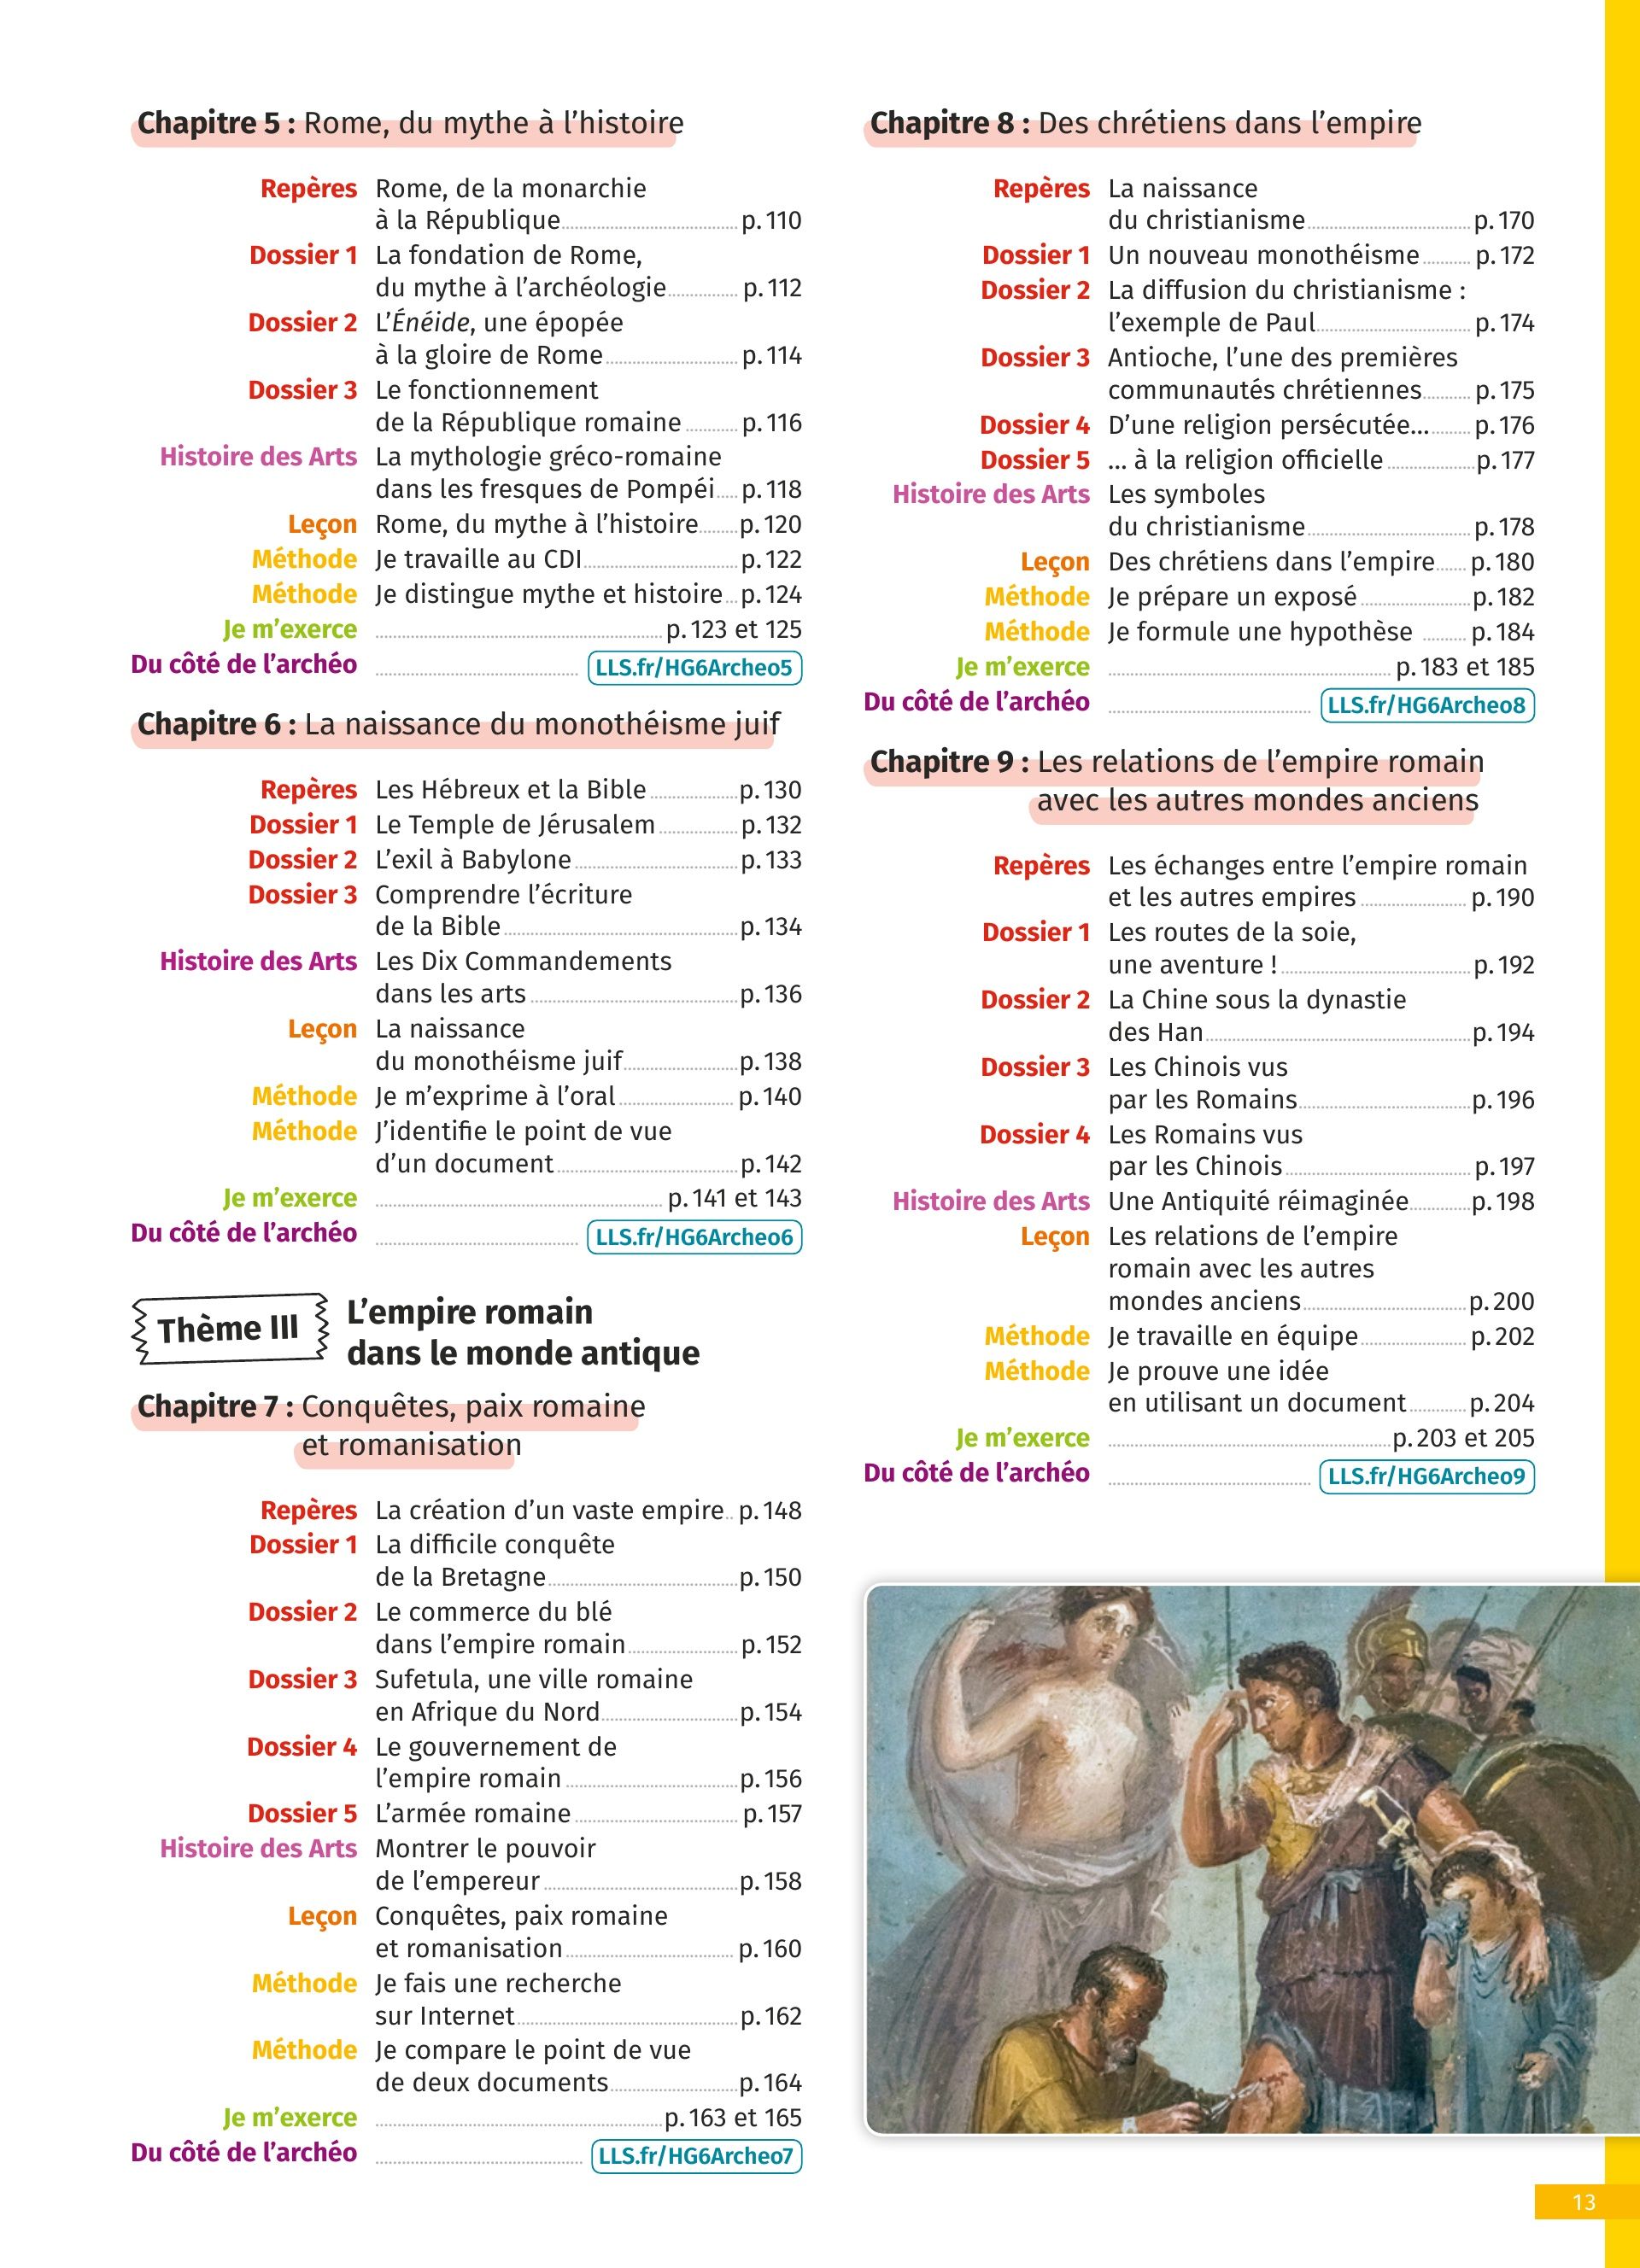 Chapitre 5 : Rome, du mythe à l’histoire
Repères Rome, de la monarchie
à la République p. 110
Dossier 1 La fondation de Rome,
du mythe à l’archéologie p. 112
Dossier 2 L’Énéide, une épopée
à la gloire de Rome p. 114
Dossier 3 Le fonctionnement
de la République romaine p. 116
Histoire des Arts La mythologie gréco-romaine
dans les fresques de Pompéi p. 118
Leçon Rome, du mythe à l’histoire p. 120
Méthode Je travaille au CDI p. 122
Méthode Je distingue mythe et histoire p. 124
Je m’exerce p. 123 et 125
Du côté de l’archéo LLS.fr/HG6Archeo5
Chapitre 6 : La naissance du monothéisme juif
Repères Les Hébreux et la Bible p. 130
Dossier 1 Le Temple de Jérusalem p. 132
Dossier 2 L’exil à Babylone p. 133
Dossier 3 Comprendre l’écriture
de la Bible p. 134
Histoire des Arts Les Dix Commandements
dans les arts p. 136
Leçon La naissance
du monothéisme juif p. 138
Méthode Je m’exprime à l’oral p. 140
Méthode J’identifie le point de vue
d’un document p. 142
Je m’exerce p. 141 et 143
Du côté de l’archéo LLS.fr/HG6Archeo6
Thème III L’empire romain
dans le monde antique
Chapitre 7 : Conquêtes, paix romaine
et romanisation
Repères La création d’un vaste empire p. 148
Dossier 1 La difficile conquête
de la Bretagne p. 150
Dossier 2 Le commerce du blé
dans l’empire romain p. 152
Dossier 3 Sufetula, une ville romaine
en Afrique du Nord p. 154
Dossier 4 Le gouvernement de
l’empire romain p. 156
Dossier 5 L’armée romaine p. 157
Histoire des Arts Montrer le pouvoir
de l’empereur p. 158
Leçon Conquêtes, paix romaine
et romanisation p. 160
Méthode Je fais une recherche
sur Internet p. 162
Méthode Je compare le point de vue
de deux documents p. 164
Je m’exerce p. 163 et 165
Du côté de l’archéo LLS.fr/HG6Archeo7
Chapitre 8 : Des chrétiens dans l’empire
Repères La naissance
du christianisme p. 170
Dossier 1 Un nouveau monothéisme p. 172
Dossier 2 La diffusion du christianisme :
l’exemple de Paul p. 174
Dossier 3 Antioche, l’une des premières
communautés chrétiennes p. 175
Dossier 4 D’une religion persécutée... p. 176
Dossier 5 ... à la religion officielle p. 177
Histoire des Arts Les symboles
du christianisme p. 178
Leçon Des chrétiens dans l’empire p. 180
Méthode Je prépare un exposé p. 182
Méthode Je formule une hypothèse p. 184
Je m’exerce p. 183 et 185
Du côté de l’archéo LLS.fr/HG6Archeo8
Chapitre 9 : Les relations de l’empire romain
avec les autres mondes anciens
Repères Les échanges entre l’empire romain
et les autres empires p. 190
Dossier 1 Les routes de la soie,
une aventure ! p. 192
Dossier 2 La Chine sous la dynastie
des Han p. 194
Dossier 3 Les Chinois vus
par les Romains p. 196
Dossier 4 Les Romains vus
par les Chinois p. 197
Histoire des Arts Une Antiquité réimaginée p. 198
Leçon Les relations de l’empire
romain avec les autres
mondes anciens p. 200
Méthode Je travaille en équipe p. 202
Méthode Je prouve une idée
en utilisant un document p. 204
Je m’exerce p. 203 et 205
Du côté de l’archéo LLS.fr/HG6Archeo9
13